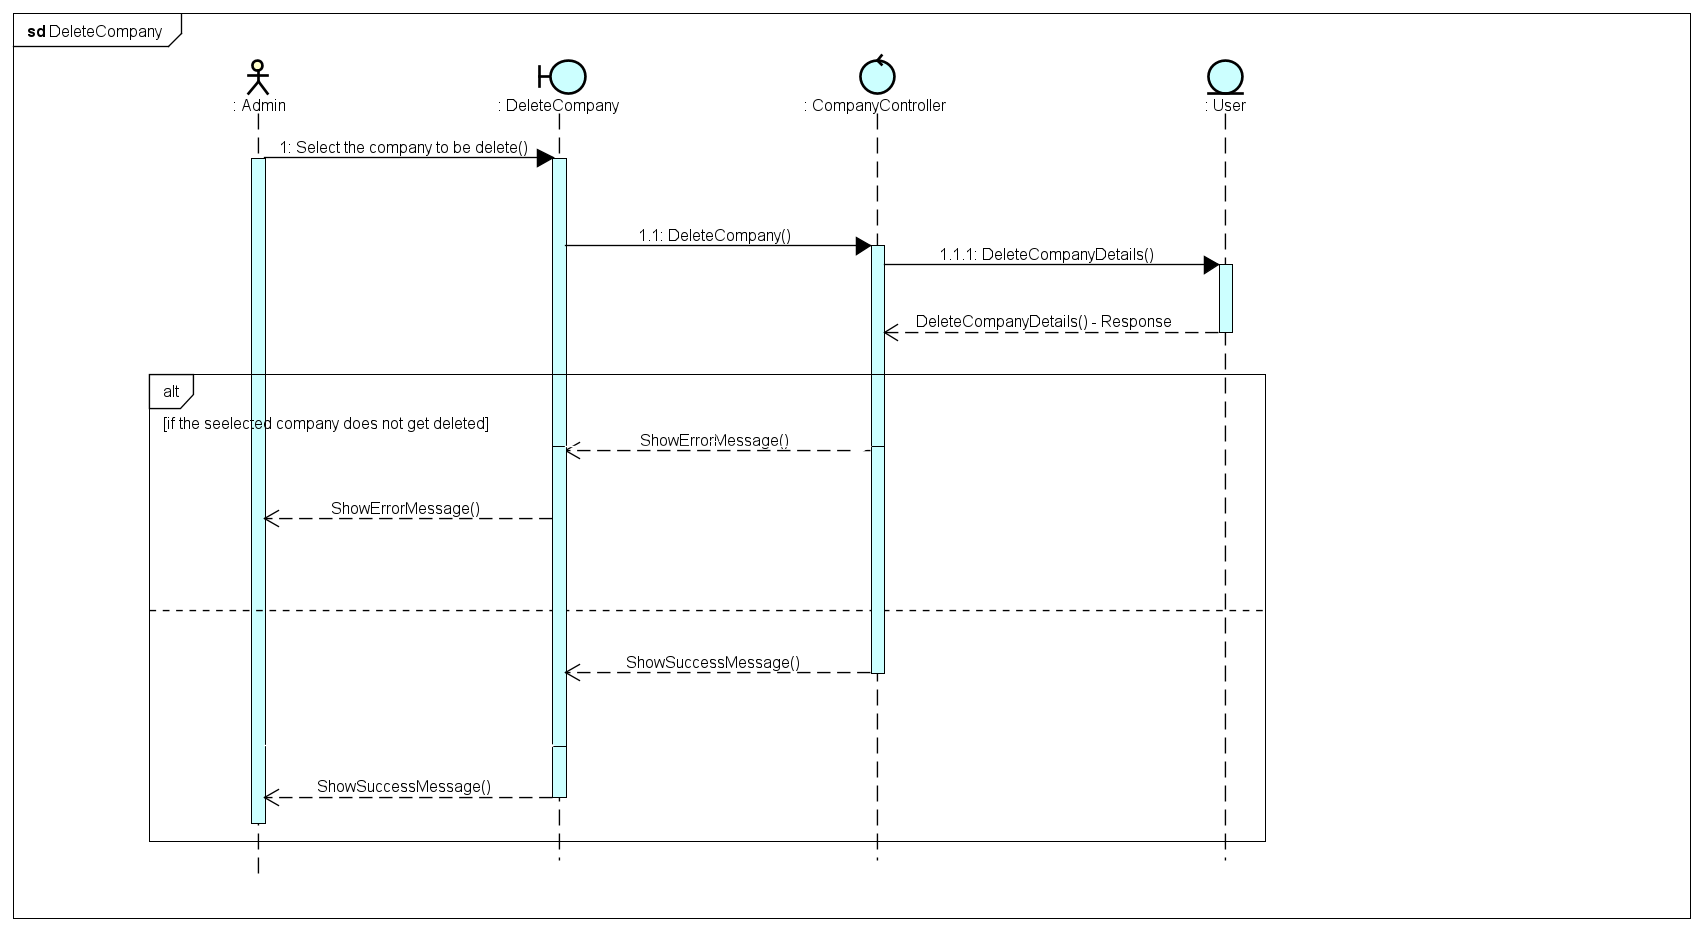 sd DeleteCompany
: Admin
: DeleteCompany
: CompanyController
: User
1: Select the company to be delete()
1.1: DeleteCompany()
1.1.1: DeleteCompanyDetails()
DeleteCompanyDetails() - Response
alt
[if the seelected company does not get deleted]
ShowErrorMessage()
ShowErrorMessage()
ShowSuccessMessage()
ShowSuccessMessage()